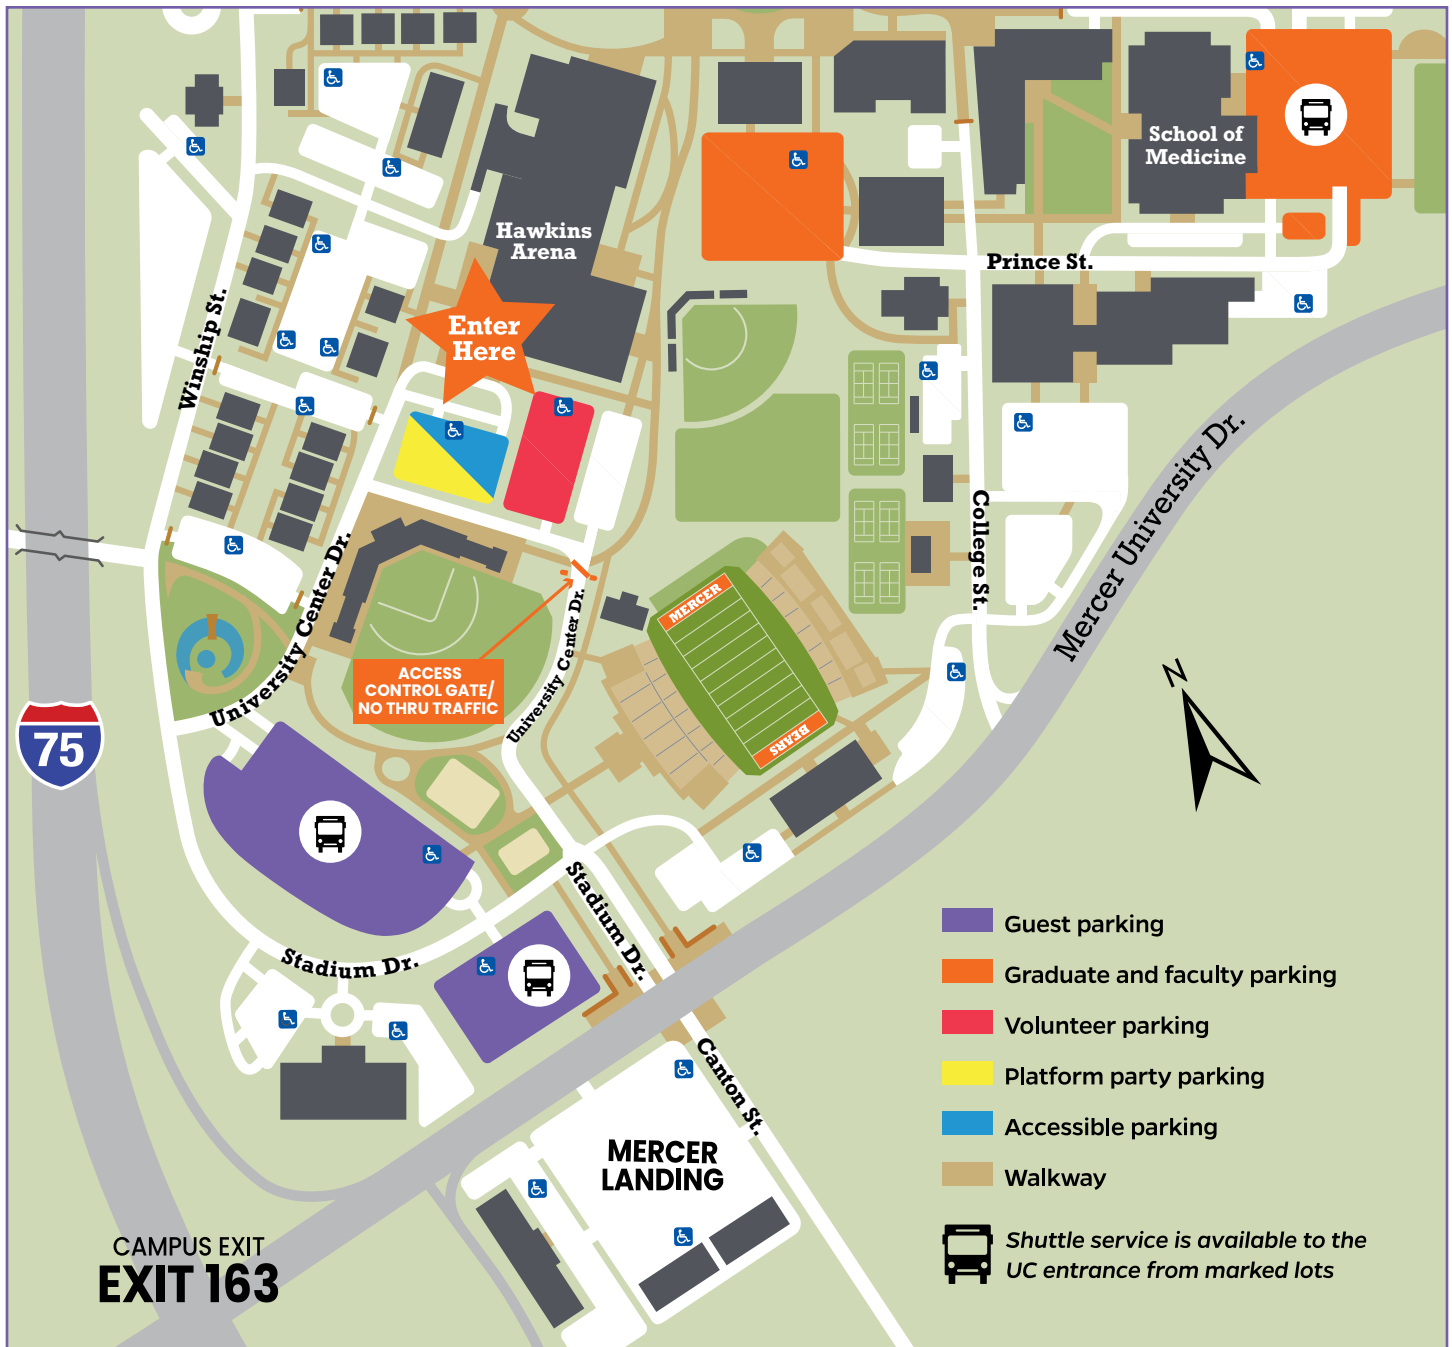 School of
Medicine
Hawkins
Arena
Prince St.
Enter
Here
Winship St.
Mercer University Dr.
College St.
University Center Dr.
MERCER
University Center Dr.
ACCESS
CONTROL GATE/
NO THRU TRAFFIC
N
BEARS
75
Stadium Dr.
Stadium Dr.
Canton St.
MERCER
LANDING
Guest parking
Graduate and faculty parking
Volunteer parking
Platform party parking
Accessible parking
Walkway
Shuttle service is available to the
UC entrance from marked lots
CAMPUS EXIT
EXIT 163